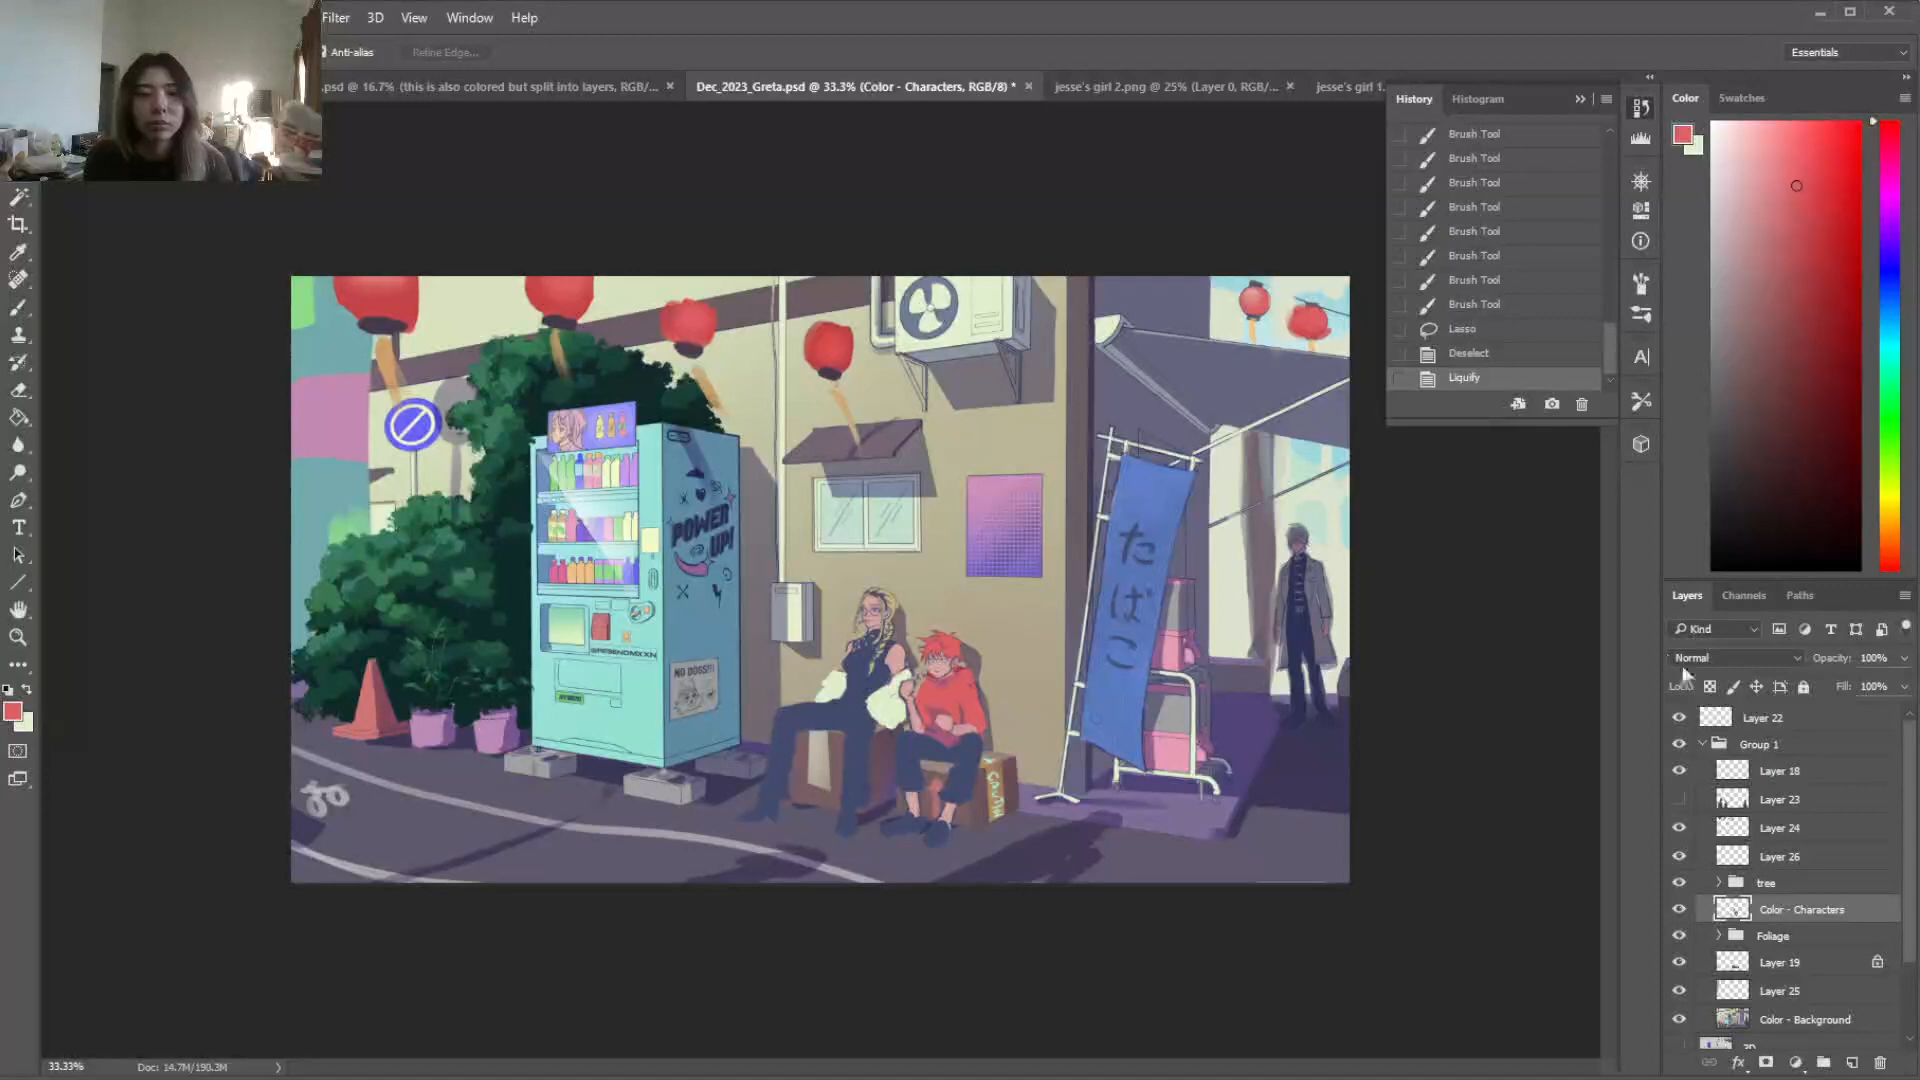 Filter 3D View Window Help
Anti-alias Refine Edge... Essentials
.psd @ 16.7% (this is also colored but split into layers, RGB/... × Dec_2023_Greta.psd @ 33.3% (Color - Characters, RGB/8) * × jesse's girl 2.png @ 25% (Layer 0, RGB/... × jesse's girl 1.
History Histogram
Brush Tool
Brush Tool
Brush Tool
Brush Tool
Brush Tool
Brush Tool
Brush Tool
Brush Tool
Lasso
Deselect
Liquify
Color Swatches
POWER
UP!
NO DOGS!!!
たばこ
Layers Channels Paths
Kind
Normal Opacity: 100%
Lock: Fill: 100%
Layer 22
Group 1
Layer 18
Layer 23
Layer 24
Layer 26
tree
Color - Characters
Foliage
Layer 19
Layer 25
Color - Background
33.33% Doc: 14.7M/190.3M